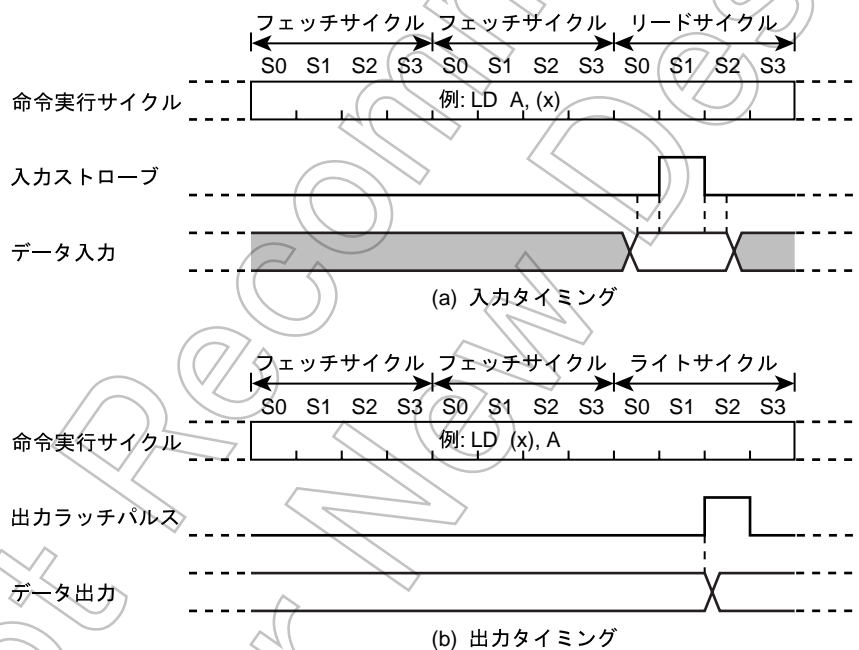 フェッチサイクル フェッチサイクル リードサイクル
S0 S1 S2 S3 S0 S1 S2 S3 S0 S1 S2 S3
命令実行サイクル 例: LD A, (x)
入力ストローブ
データ入力
(a) 入力タイミング
フェッチサイクル フェッチサイクル ライトサイクル
S0 S1 S2 S3 S0 S1 S2 S3 S0 S1 S2 S3
命令実行サイクル 例: LD (x), A
出力ラッチパルス
データ出力
(b) 出力タイミング